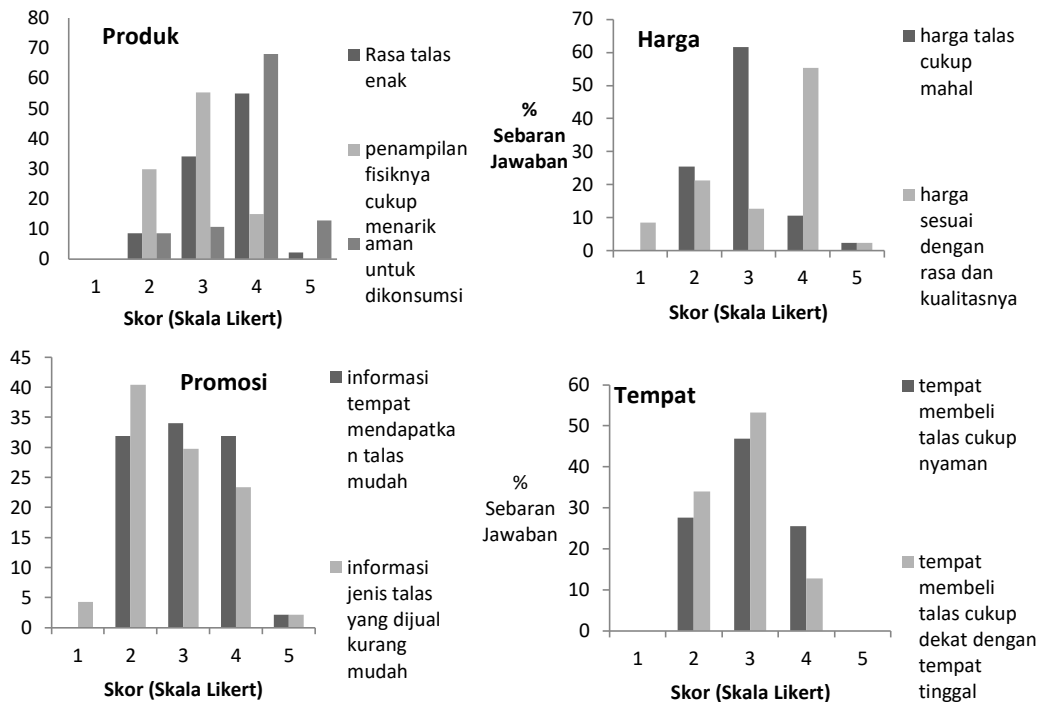 Produk
80
70
60
50
40
30
20
10
0
1 2 3 4 5
Skor (Skala Likert)
Rasa talas
enak
penampilan
fisiknya
cukup
menarik
aman
untuk
dikonsumsi
Harga
%
Sebaran
Jawaban
70
60
50
40
30
20
10
0
1 2 3 4 5
Skor (Skala Likert)
harga talas
cukup
mahal
harga
sesuai
dengan
rasa dan
kualitasnya
Promosi
45
40
35
30
25
20
15
10
5
0
1 2 3 4 5
Skor (Skala Likert)
informasi
tempat
mendapatka
n talas
mudah
informasi
jenis talas
yang dijual
kurang
mudah
Tempat
%
Sebaran
Jawaban
60
50
40
30
20
10
0
1 2 3 4 5
Skor (Skala Likert)
tempat
membeli
talas cukup
nyaman
tempat
membeli
talas cukup
dekat dengan
tempat
tinggal